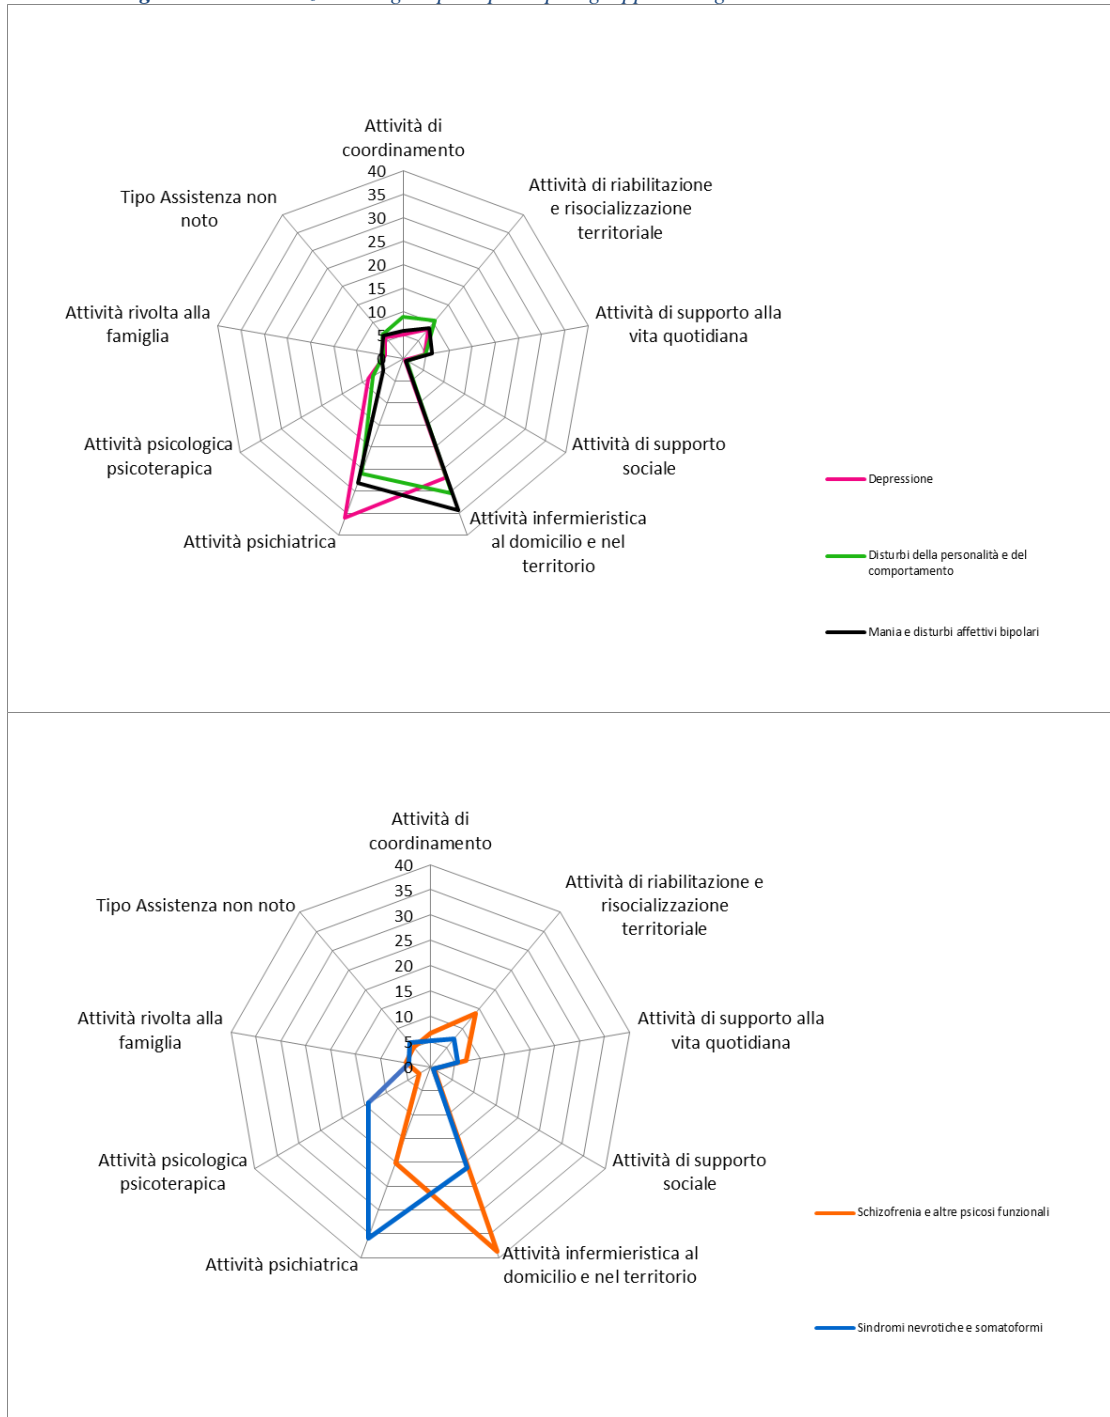 Attività di
coordinamento
40
35
30
25
20
15
10
5
0
Attività di riabilitazione
e risocializzazione
territoriale
Attività di supporto alla
vita quotidiana
Attività di supporto
sociale
Attività infermieristica
al domicilio e nel
territorio
Attività psichiatrica
Attività psicologica
psicoterapica
Attività rivolta alla
famiglia
Tipo Assistenza non
noto
Depressione
Disturbi della personalità e del
comportamento
Mania e disturbi affettivi bipolari
Attività di
coordinamento
40
35
30
25
20
15
10
5
0
Attività di riabilitazione e
risocializzazione
territoriale
Attività di supporto alla
vita quotidiana
Attività di supporto
sociale
Attività infermieristica al
domicilio e nel territorio
Attività psichiatrica
Attività psicologica
psicoterapica
Attività rivolta alla
famiglia
Tipo Assistenza non noto
Schizofrenia e altre psicosi funzionali
Sindromi nevrotiche e somatoformi